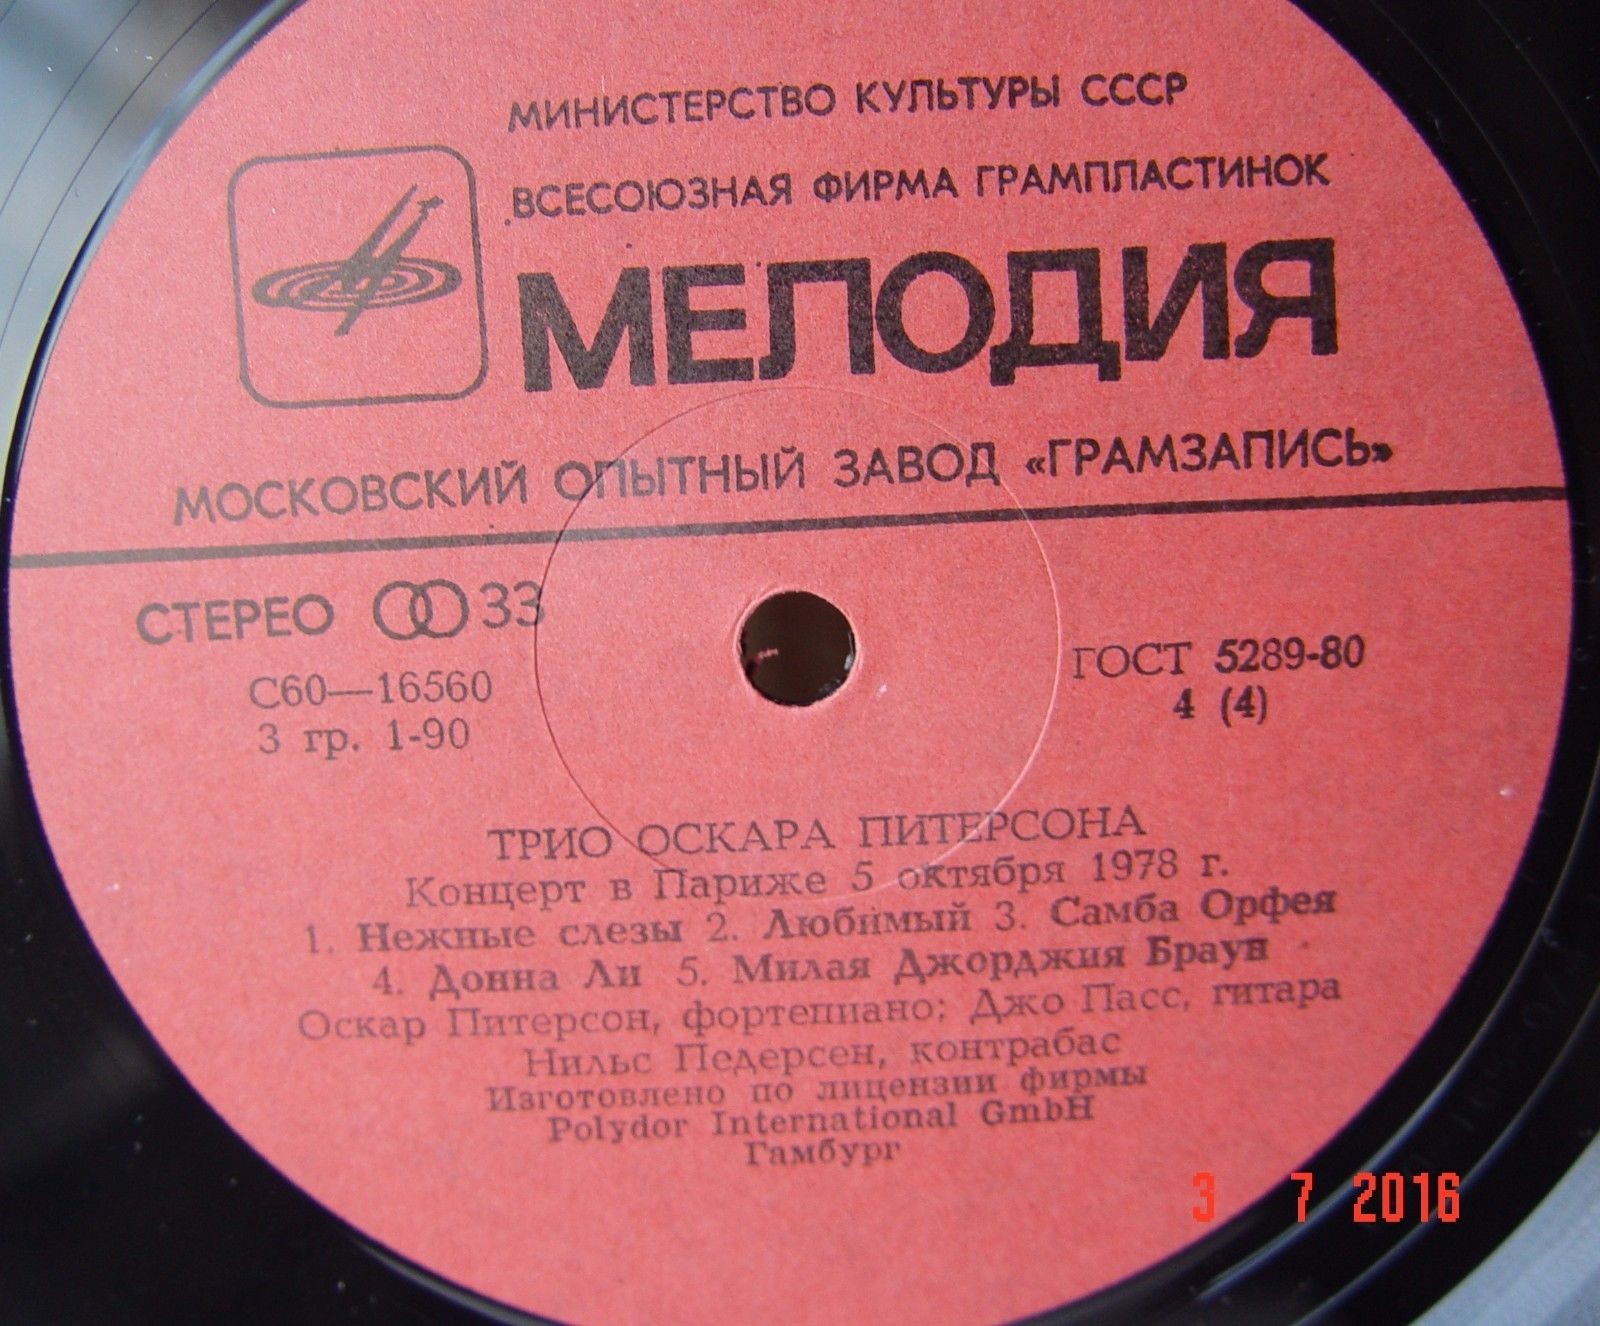 МИНИСТЕРСТВО КУЛЬТУРЫ СССР
ВСЕСОЮЗНАЯ ФИРМА ГРАМПЛАСТИНОК
МЕЛОДИЯ
МОСКОВСКИЙ ОПЫТНЫЙ ЗАВОД «ГРАМЗАПИСЬ»
СТЕРЕО 33
С60—16560
3 гр. 1-90
ГОСТ 5289-80
4 (4)
ТРИО ОСКАРА ПИТЕРСОНА
Концерт в Париже 5 октября 1978 г.
1. Нежные слезы 2. Любимый 3. Самба Орфея
4. Донна Ли 5. Милая Джорджия Браун
Оскар Питерсон, фортепиано; Джо Пасс, гитара
Нильс Педерсен, контрабас
Изготовлено по лицензии фирмы
Polydor International GmbH
Гамбург
3 7 2016